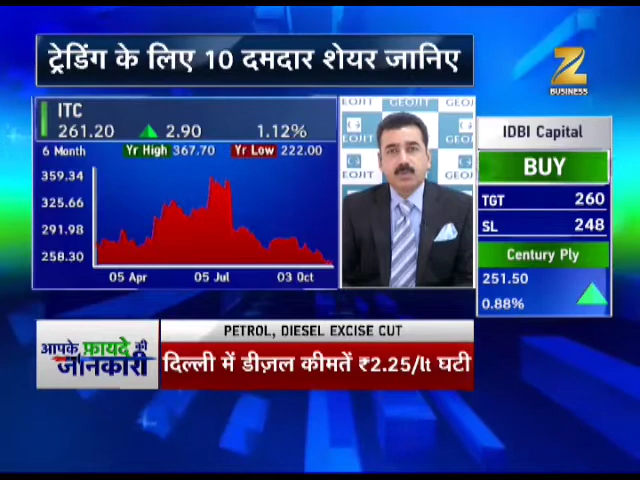 ट्रेडिंग के लिए 10 दमदार शेयर जानिए
Z
BUSINESS
ITC
261.20 2.90 1.12%
6 Month Yr High 367.70 Yr Low 222.00
359.34
325.66
291.98
258.30
05 Apr 05 Jul 03 Oct
GEOJIT
GEOJIT
IDBI Capital
BUY
TGT 260
SL 248
Century Ply
251.50
0.88%
आपके फ़ायदे की
जानकारी
PETROL, DIESEL EXCISE CUT
दिल्ली में डीज़ल कीमतें ₹2.25/lt घटी